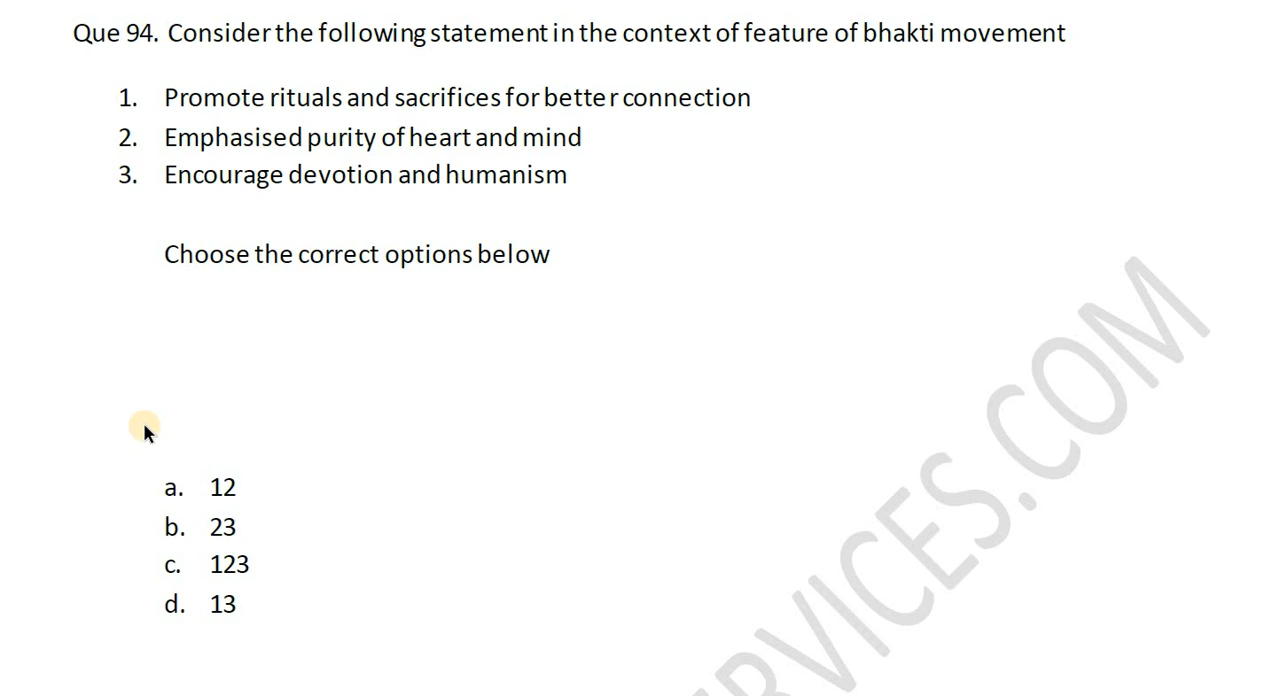 Que 94. Consider the following statement in the context of feature of bhakti movement
1. Promote rituals and sacrifices for better connection
2. Emphasised purity of heart and mind
3. Encourage devotion and humanism
Choose the correct options below
a. 12
b. 23
c. 123
d. 13
RVICES.COM